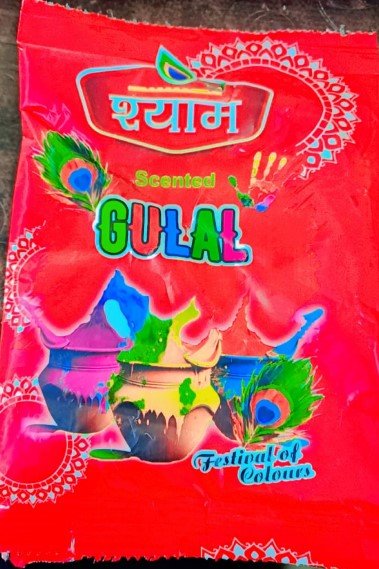 श्याम
Scented
GULAL
Festival of
Colours